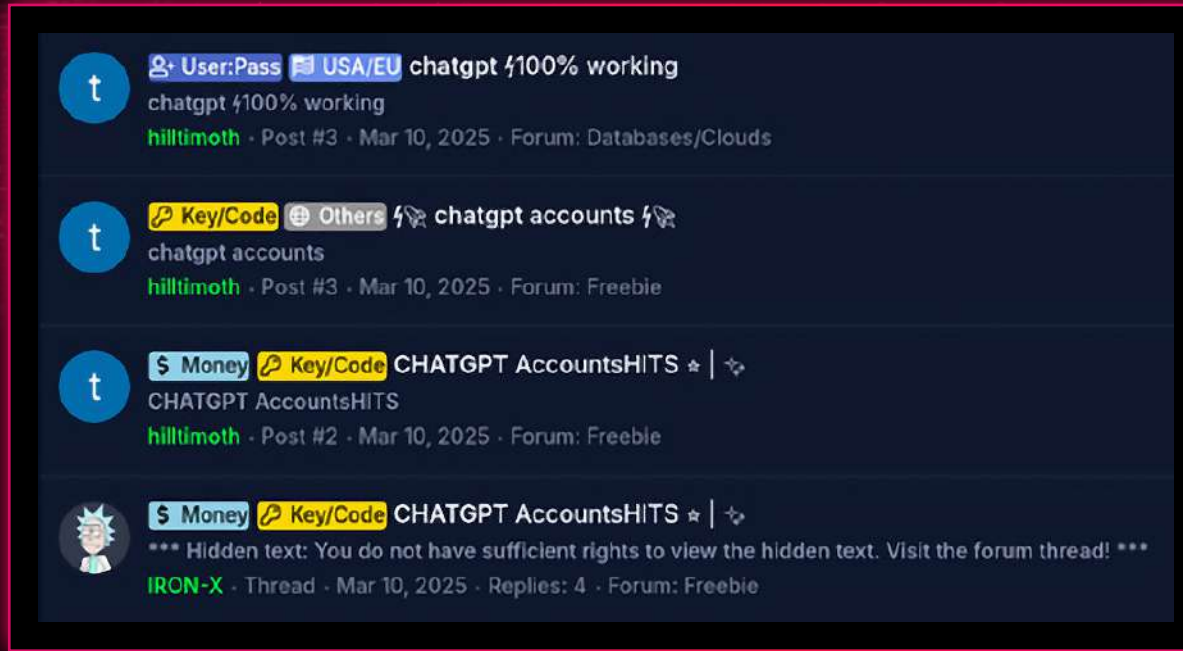 t
User:Pass USA/EU chatgpt ⚡100% working
chatgpt ⚡100% working
hilltimoth · Post #3 · Mar 10, 2025 · Forum: Databases/Clouds
t
Key/Code Others ⚡🚀 chatgpt accounts ⚡🚀
chatgpt accounts
hilltimoth · Post #3 · Mar 10, 2025 · Forum: Freebie
t
$ Money Key/Code CHATGPT AccountsHITS ⭐ | ✨
CHATGPT AccountsHITS
hilltimoth · Post #2 · Mar 10, 2025 · Forum: Freebie
$ Money Key/Code CHATGPT AccountsHITS ⭐ | ✨
*** Hidden text: You do not have sufficient rights to view the hidden text. Visit the forum thread! ***
IRON-X · Thread · Mar 10, 2025 · Replies: 4 · Forum: Freebie